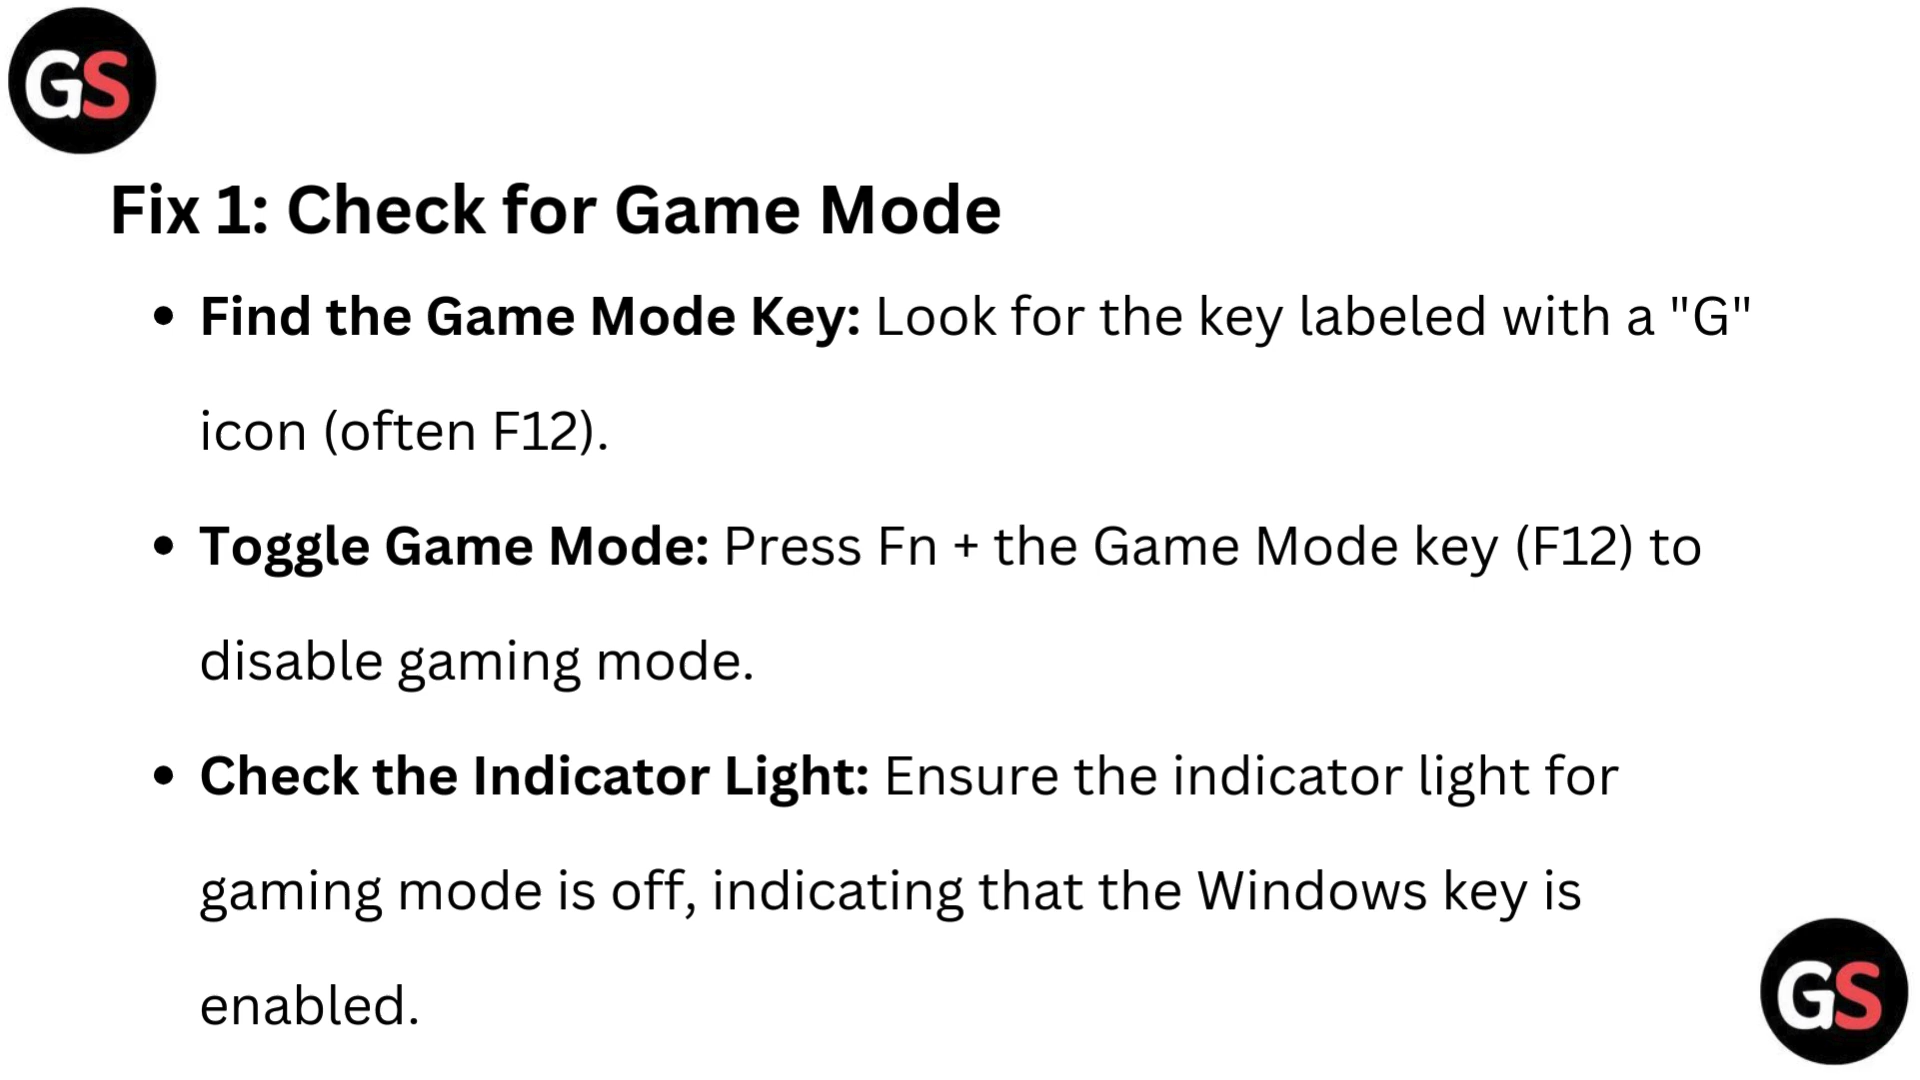 GS
Fix 1: Check for Game Mode
• Find the Game Mode Key: Look for the key labeled with a "G"
icon (often F12).
• Toggle Game Mode: Press Fn + the Game Mode key (F12) to
disable gaming mode.
• Check the Indicator Light: Ensure the indicator light for
gaming mode is off, indicating that the Windows key is
enabled.
GS